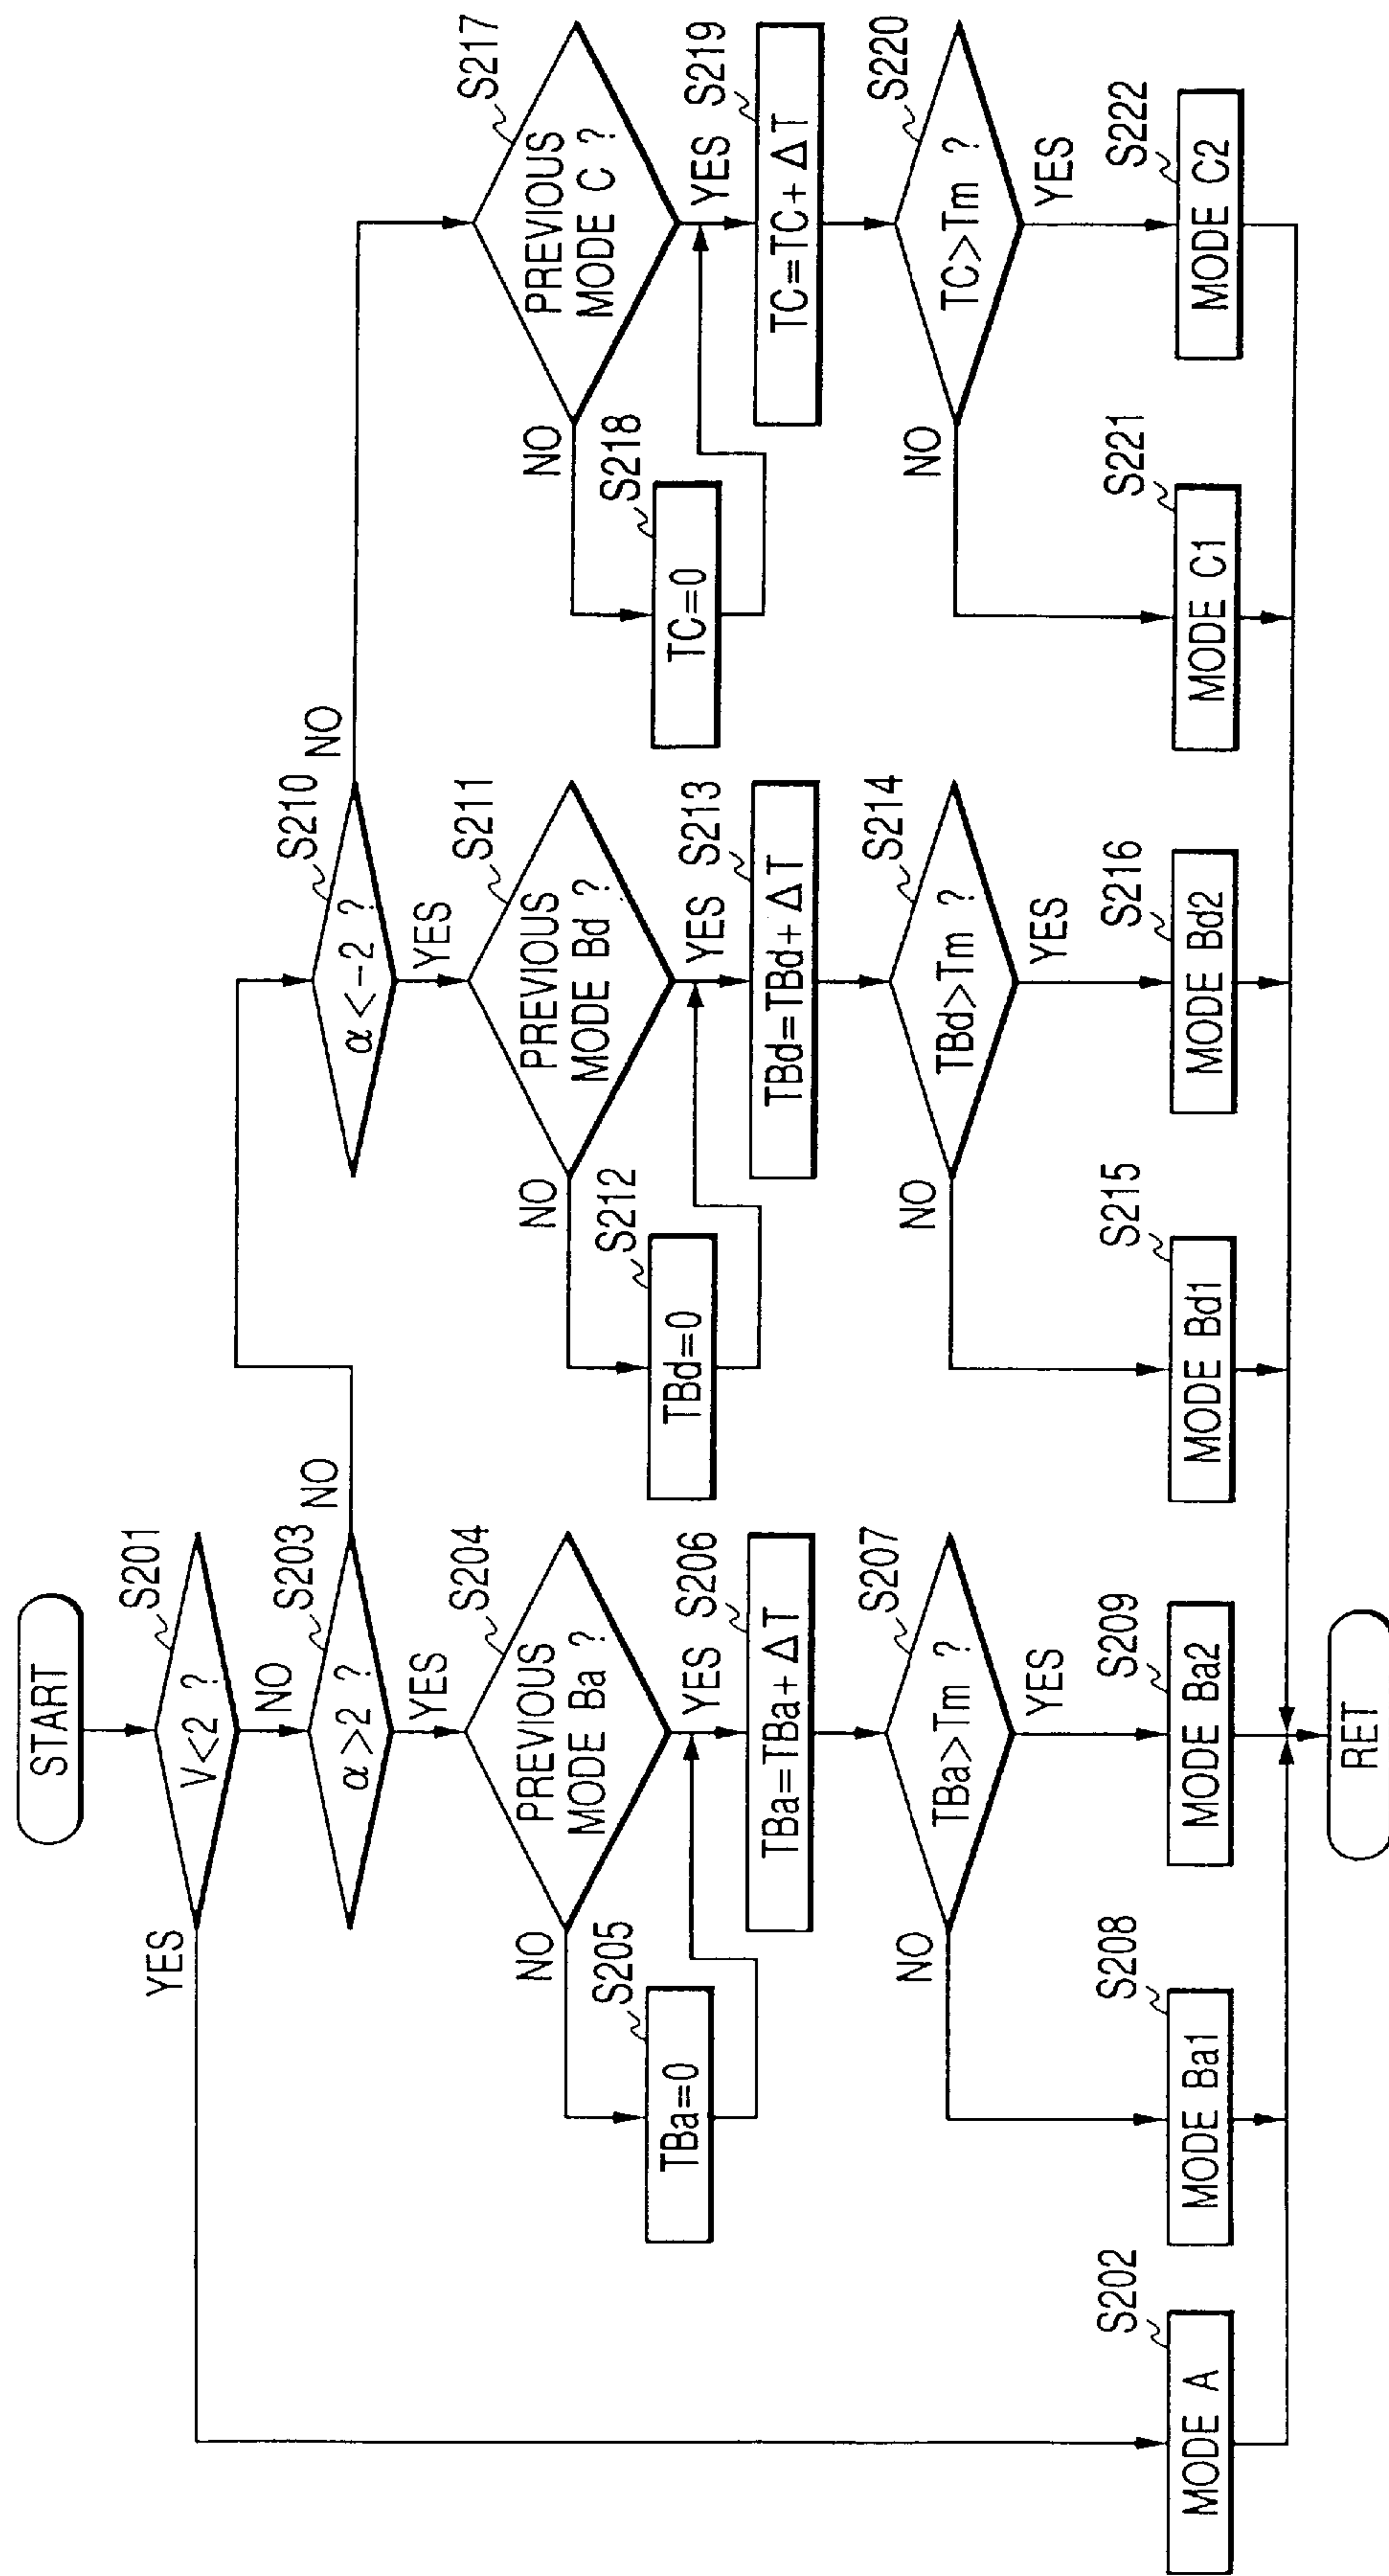 START
S201
V<2 ?
YES
NO
S203
α>2 ?
NO
YES
S204
PREVIOUS
MODE Ba ?
NO
YES
S205
TBa=0
S206
TBa=TBa+ΔT
S207
TBa>Tm ?
NO
YES
S202
MODE A
S208
MODE Ba1
S209
MODE Ba2
S210
α<-2 ?
NO
YES
S211
PREVIOUS
MODE Bd ?
NO
YES
S212
TBd=0
S213
TBd=TBd+ΔT
S214
TBd>Tm ?
NO
YES
S215
MODE Bd1
S216
MODE Bd2
S217
PREVIOUS
MODE C ?
NO
YES
S218
TC=0
S219
TC=TC+ΔT
S220
TC>Tm ?
NO
YES
S221
MODE C1
S222
MODE C2
RET